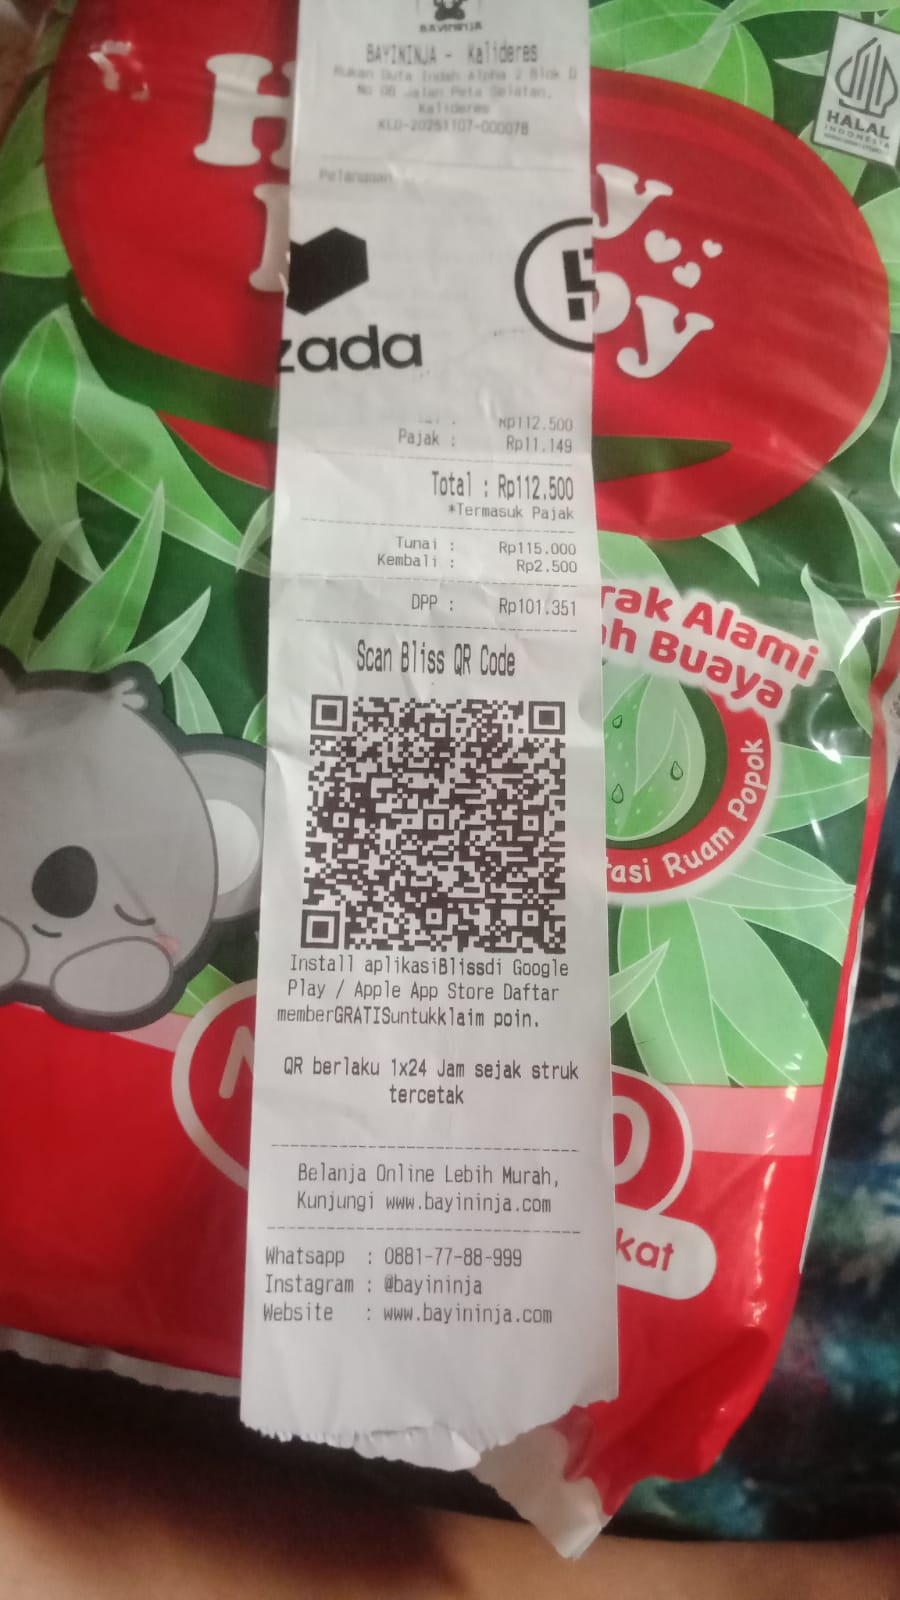 BAYININJA
BAYININJA - Kalideres
Rukan Duta Indah Alpha 2 Blok D
No 06 Jalan Peta Selatan,
Kalideres
KLD-20251107-000078
Pelanggan
HALAL
INDONESIA
H
y
zada
by
Rp112.500
Pajak : Rp11.149
Total : Rp112.500
*Termasuk Pajak
Tunai : Rp115.000
Kembali : Rp2.500
DPP : Rp101.351
rak Alami
h Buaya
tasi Ruam Popok
Scan Bliss QR Code
Install aplikasiBlissdi Google
Play / Apple App Store Daftar
memberGRATISuntukklaim poin.
QR berlaku 1x24 Jam sejak struk
tercetak
Belanja Online Lebih Murah,
Kunjungi www.bayininja.com
Whatsapp : 0881-77-88-999
Instagram : @bayininja
Website : www.bayininja.com
kat